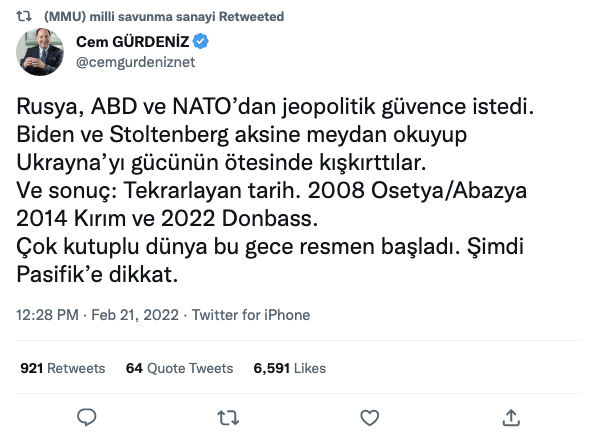 (MMU) milli savunma sanayi Retweeted
Cem GÜRDENİZ
@cemgurdeniznet
Rusya, ABD ve NATO’dan jeopolitik güvence istedi.
Biden ve Stoltenberg aksine meydan okuyup
Ukrayna’yı gücünün ötesinde kışkırttılar.
Ve sonuç: Tekrarlayan tarih. 2008 Osetya/Abazya
2014 Kırım ve 2022 Donbass.
Çok kutuplu dünya bu gece resmen başladı. Şimdi
Pasifik’e dikkat.
12:28 PM · Feb 21, 2022 · Twitter for iPhone
921 Retweets 64 Quote Tweets 6,591 Likes